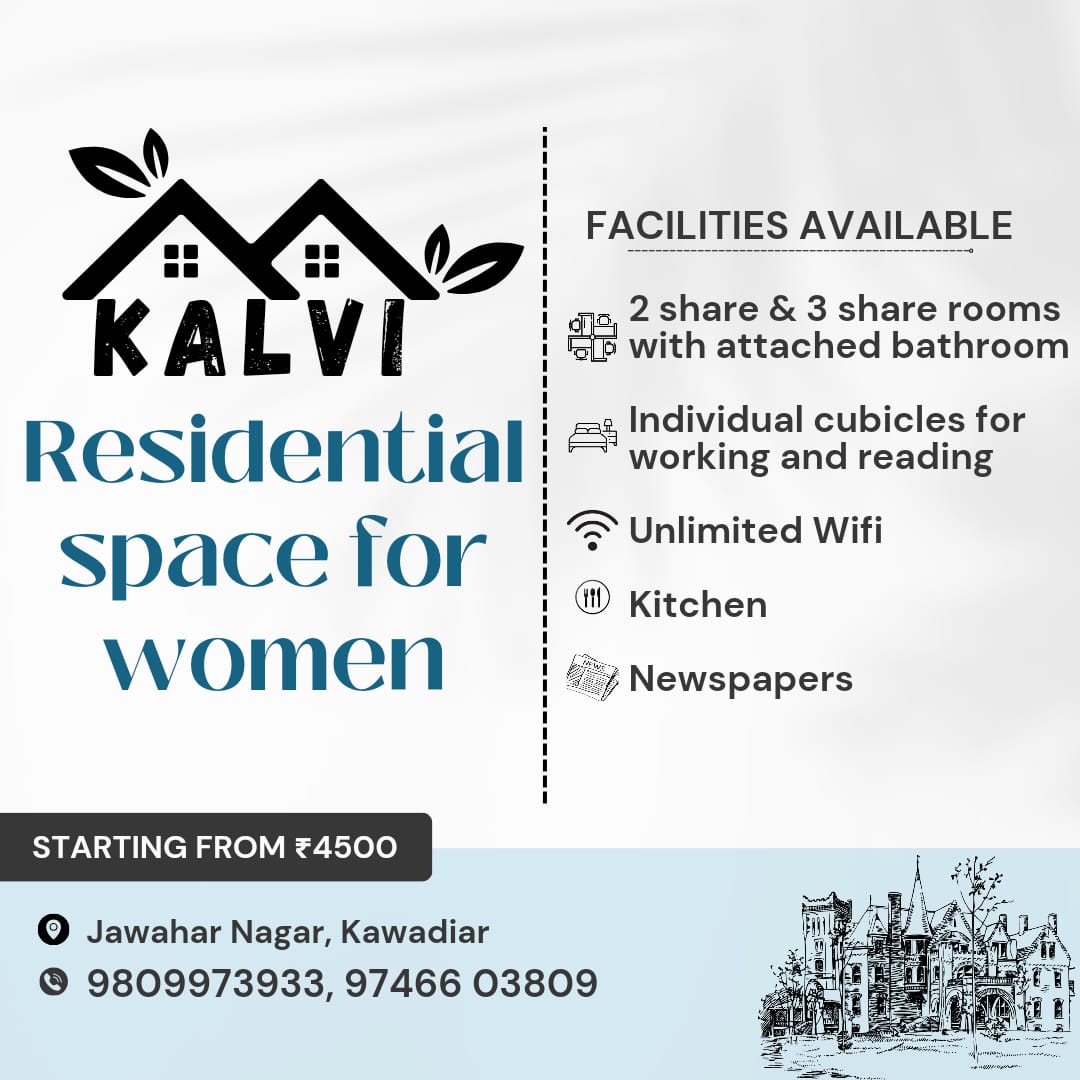 KALVI
Residential
space for
women
FACILITIES AVAILABLE
2 share & 3 share rooms
with attached bathroom
Individual cubicles for
working and reading
Unlimited Wifi
Kitchen
NEWS
Newspapers
STARTING FROM ₹4500
Jawahar Nagar, Kawadiar
9809973933, 97466 03809